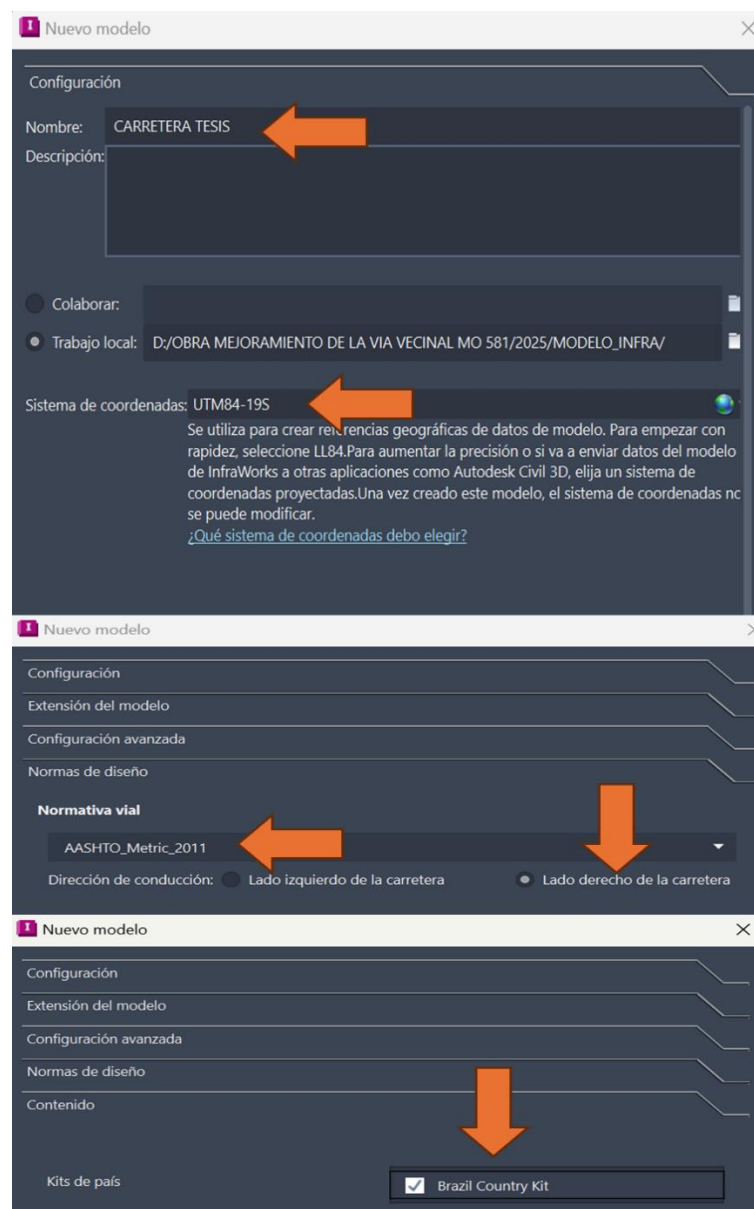 Nuevo modelo
Configuración
Nombre: CARRETERA TESIS
Descripción:
Colaborar:
Trabajo local: D:/OBRA MEJORAMIENTO DE LA VIA VECINAL MO 581/2025/MODELO_INFRA/
Sistema de coordenadas: UTM84-19S
Se utiliza para crear referencias geográficas de datos de modelo. Para empezar con
rapidez, seleccione LL84.Para aumentar la precisión o si va a enviar datos del modelo
de InfraWorks a otras aplicaciones como Autodesk Civil 3D, elija un sistema de
coordenadas proyectadas.Una vez creado este modelo, el sistema de coordenadas no
se puede modificar.
¿Qué sistema de coordenadas debo elegir?
Nuevo modelo
Configuración
Extensión del modelo
Configuración avanzada
Normas de diseño
Normativa vial
AASHTO_Metric_2011
Dirección de conducción: Lado izquierdo de la carretera Lado derecho de la carretera
Nuevo modelo
Configuración
Extensión del modelo
Configuración avanzada
Normas de diseño
Contenido
Kits de país Brazil Country Kit